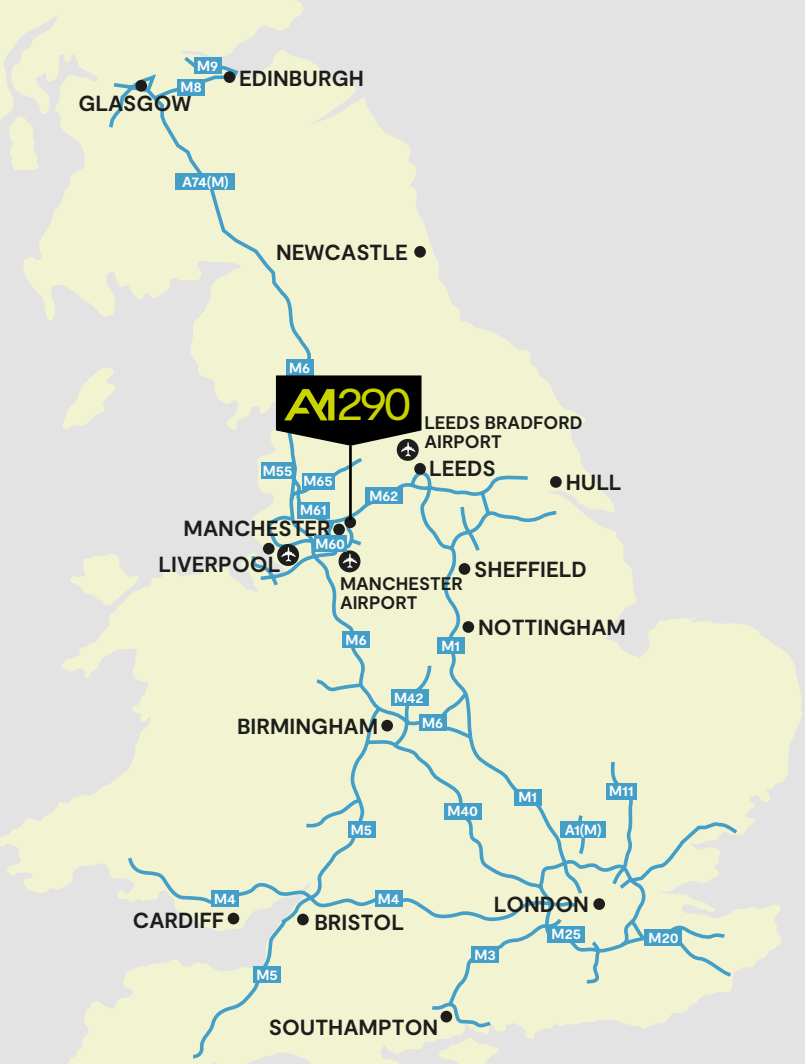 M9
EDINBURGH
M8
GLASGOW
A74(M)
NEWCASTLE
M6
A1290
LEEDS BRADFORD
AIRPORT
LEEDS
M55
M65
HULL
M62
M61
MANCHESTER
M60
LIVERPOOL
SHEFFIELD
MANCHESTER
AIRPORT
NOTTINGHAM
M6
M1
M42
M6
BIRMINGHAM
M11
M1
M40
A1(M)
M5
M4
M4
LONDON
CARDIFF
BRISTOL
M25
M20
M3
M5
SOUTHAMPTON